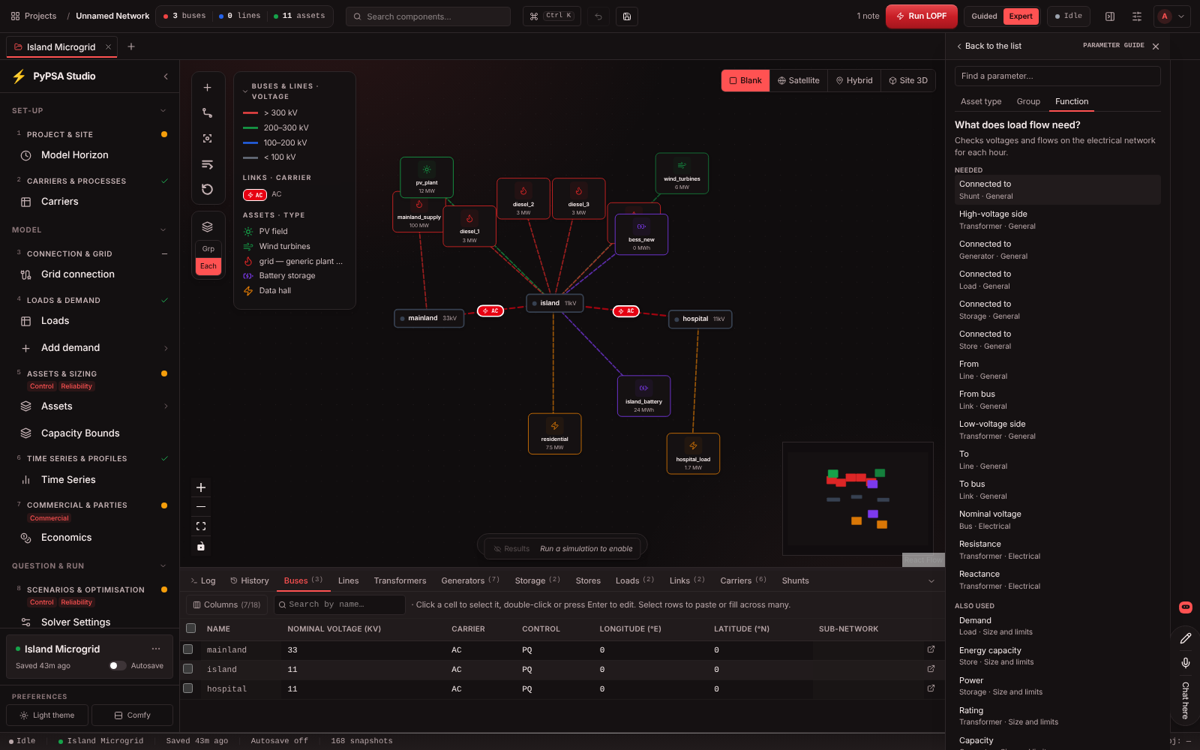 Projects / Unnamed Network 3 buses 0 lines 11 assets Search components... ⌘ Ctrl K 1 note Run LOPF Guided Expert Idle A
Island Microgrid × +
PyPSA Studio
SET-UP
1 PROJECT & SITE
Model Horizon
2 CARRIERS & PROCESSES
Carriers
MODEL
3 CONNECTION & GRID
Grid connection
4 LOADS & DEMAND
Loads
Add demand
5 ASSETS & SIZING
Control Reliability
Assets
Capacity Bounds
6 TIME SERIES & PROFILES
Time Series
7 COMMERCIAL & PARTIES
Commercial
Economics
QUESTION & RUN
8 SCENARIOS & OPTIMISATION
Control Reliability
Solver Settings
Island Microgrid
Saved 43m ago Autosave
PREFERENCES
Light theme Comfy
Grp
Each
BUSES & LINES · VOLTAGE
> 300 kV
200–300 kV
100–200 kV
< 100 kV
LINKS · CARRIER
AC AC
ASSETS · TYPE
PV field
Wind turbines
grid — generic plant ...
Battery storage
Data hall
Blank Satellite Hybrid Site 3D
pv_plant
12 MW
wind_turbines
6 MW
mainland_supply
100 MW
diesel_1
3 MW
diesel_2
3 MW
diesel_3
3 MW
bess_new
0 MWh
mainland 33kV
AC
island 11kV
AC
hospital 11kV
island_battery
24 MWh
residential
7.5 MW
hospital_load
1.7 MW
Results Run a simulation to enable
Log History Buses (3) Lines Transformers Generators (7) Storage (2) Stores Loads (2) Links (2) Carriers (6) Shunts
Columns (7/18) Search by name… · Click a cell to select it, double-click or press Enter to edit. Select rows to paste or fill across many.
NAME NOMINAL VOLTAGE (KV) CARRIER CONTROL LONGITUDE (°E) LATITUDE (°N) SUB-NETWORK
mainland 33 AC PQ 0 0
island 11 AC PQ 0 0
hospital 11 AC PQ 0 0
Back to the list PARAMETER GUIDE ×
Find a parameter...
Asset type Group Function
What does load flow need?
Checks voltages and flows on the electrical network
for each hour.
NEEDED
Connected to
Shunt · General
High-voltage side
Transformer · General
Connected to
Generator · General
Connected to
Load · General
Connected to
Storage · General
Connected to
Store · General
From
Line · General
From bus
Link · General
Low-voltage side
Transformer · General
To
Line · General
To bus
Link · General
Nominal voltage
Bus · Electrical
Resistance
Transformer · Electrical
Reactance
Transformer · Electrical
ALSO USED
Demand
Load · Size and limits
Energy capacity
Store · Size and limits
Power
Storage · Size and limits
Rating
Transformer · Size and limits
Capacity
Chat here
Idle Island Microgrid Saved 43m ago Autosave off 168 snapshots